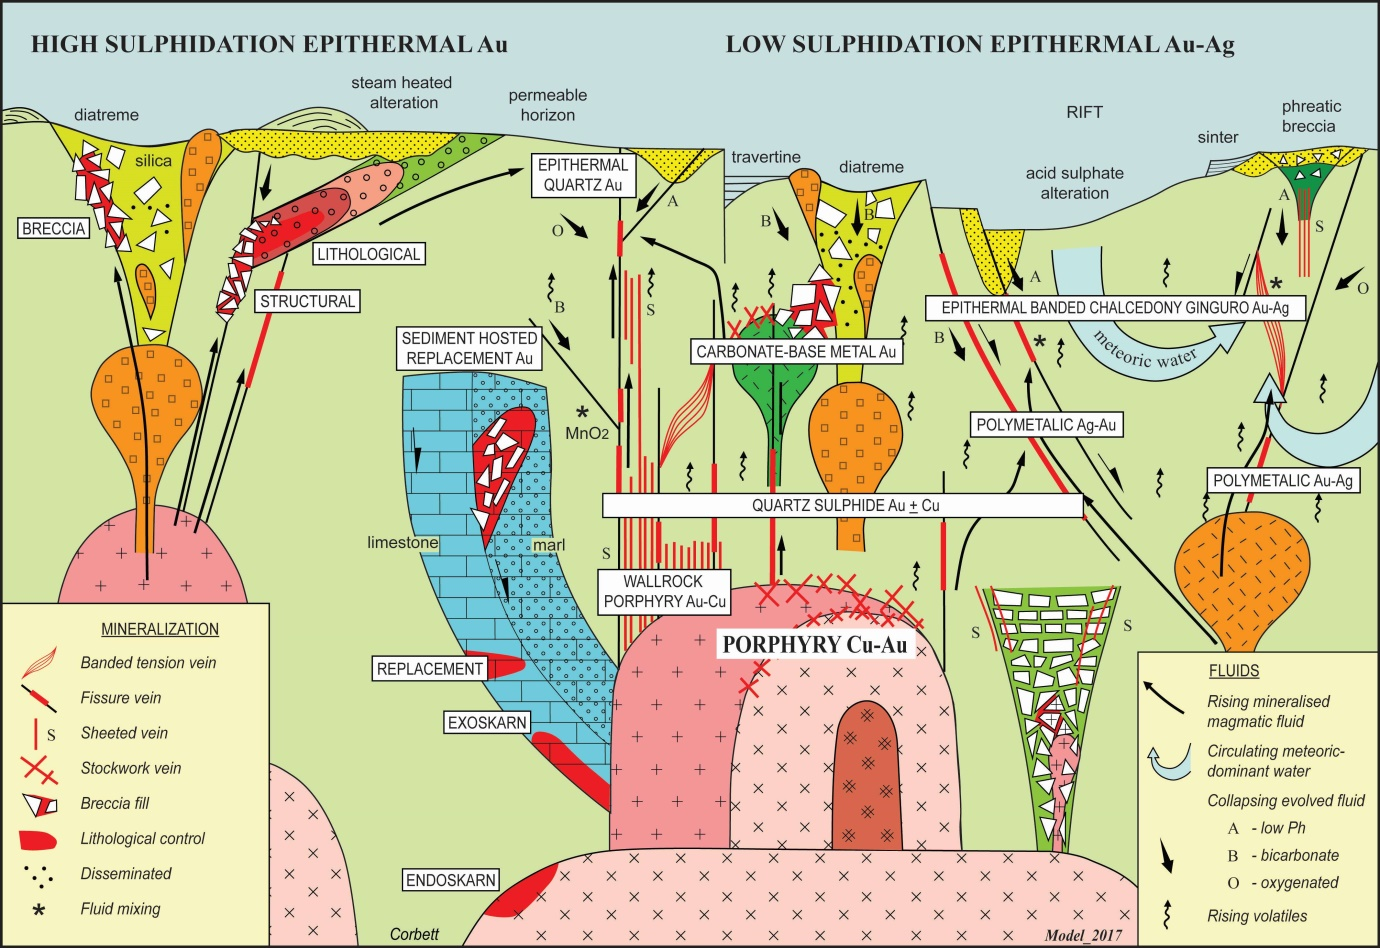 HIGH SULPHIDATION EPITHERMAL Au
LOW SULPHIDATION EPITHERMAL Au-Ag
diatreme
silica
steam heated
alteration
permeable
horizon
BRECCIA
LITHOLOGICAL
STRUCTURAL
EPITHERMAL
QUARTZ Au
A
O
B
S
travertine
diatreme
B
B
RIFT
acid sulphate
alteration
sinter
phreatic
breccia
A
S
O
A
*
EPITHERMAL BANDED CHALCEDONY GINGURO Au-Ag
B
*
meteoric water
SEDIMENT HOSTED
REPLACEMENT Au
CARBONATE-BASE METAL Au
*
MnO2
POLYMETALIC Ag-Au
POLYMETALIC Au-Ag
QUARTZ SULPHIDE Au ± Cu
limestone
marl
S
WALLROCK
PORPHYRY Au-Cu
PORPHYRY Cu-Au
S
S
REPLACEMENT
EXOSKARN
ENDOSKARN
MINERALIZATION
Banded tension vein
Fissure vein
S Sheeted vein
Stockwork vein
Breccia fill
Lithological control
Disseminated
* Fluid mixing
FLUIDS
Rising mineralised
magmatic fluid
Circulating meteoric-
dominant water
Collapsing evolved fluid
A - low Ph
B - bicarbonate
O - oxygenated
Rising volatiles
Corbett
Model_2017